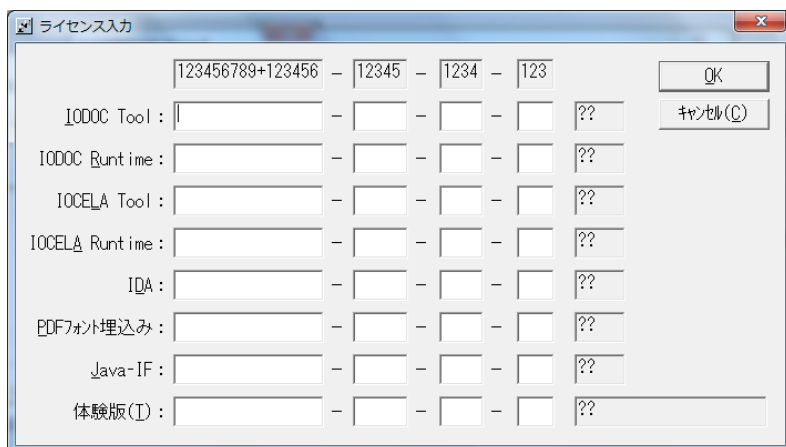 ライセンス入力
123456789+123456 - 12345 - 1234 - 123 OK
IODOC Tool : - - - ?? キャンセル(C)
IODOC Runtime : - - - ??
IOCELA Tool : - - - ??
IOCELA Runtime : - - - ??
IDA : - - - ??
PDFフォント埋込み : - - - ??
Java-IF : - - - ??
体験版(T) : - - - ??